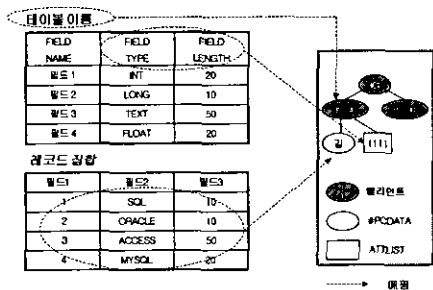 테이블 이름
FIELD NAME FIELD TYPE FIELD LENGTH
필드 1 INT 20
필드 2 LONG 10
필드 3 TEXT 50
필드 4 FLOAT 20
레코드 집합
필드1 필드2 필드3
1 SQL 10
2 ORACLE 10
3 ACCESS 50
4 MYSQL 20
값
엘리먼트
#PCDATA
ATTLIST
매핑